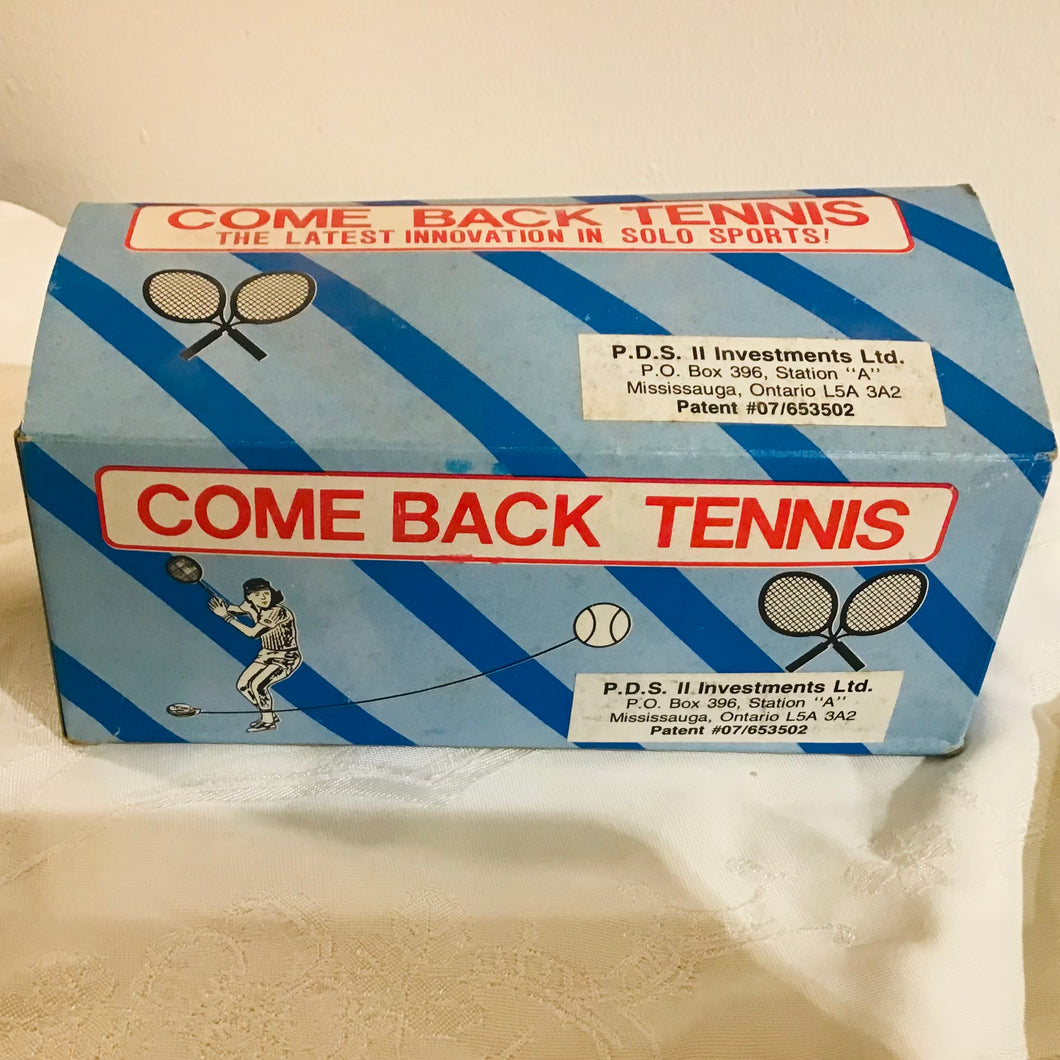 COME BACK TENNIS
THE LATEST INNOVATION IN SOLO SPORTS!
P.D.S. II Investments Ltd.
P.O. Box 396, Station "A"
Mississauga, Ontario L5A 3A2
Patent #07/653502
COME BACK TENNIS
P.D.S. II Investments Ltd.
P.O. Box 396, Station "A"
Mississauga, Ontario L5A 3A2
Patent #07/653502